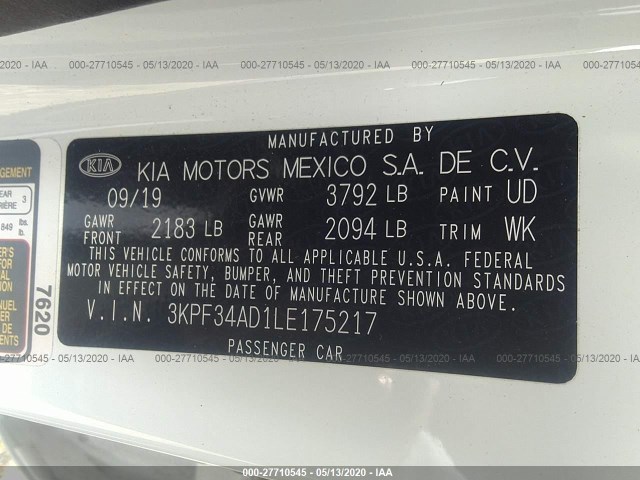 000-27710545 - 05/13/2020 - IAA
MANUFACTURED BY
KIA
KIA MOTORS MEXICO S.A. DE C.V.
09/19 GVWR 3792 LB PAINT UD
GAWR FRONT 2183 LB GAWR REAR 2094 LB TRIM WK
THIS VEHICLE CONFORMS TO ALL APPLICABLE U.S.A. FEDERAL
MOTOR VEHICLE SAFETY, BUMPER, AND THEFT PREVENTION STANDARDS
IN EFFECT ON THE DATE OF MANUFACTURE SHOWN ABOVE.
V.I.N. 3KPF34AD1LE175217
PASSENGER CAR
7620
3
849 lbs.
000-27710545 - 05/13/2020 - IAA